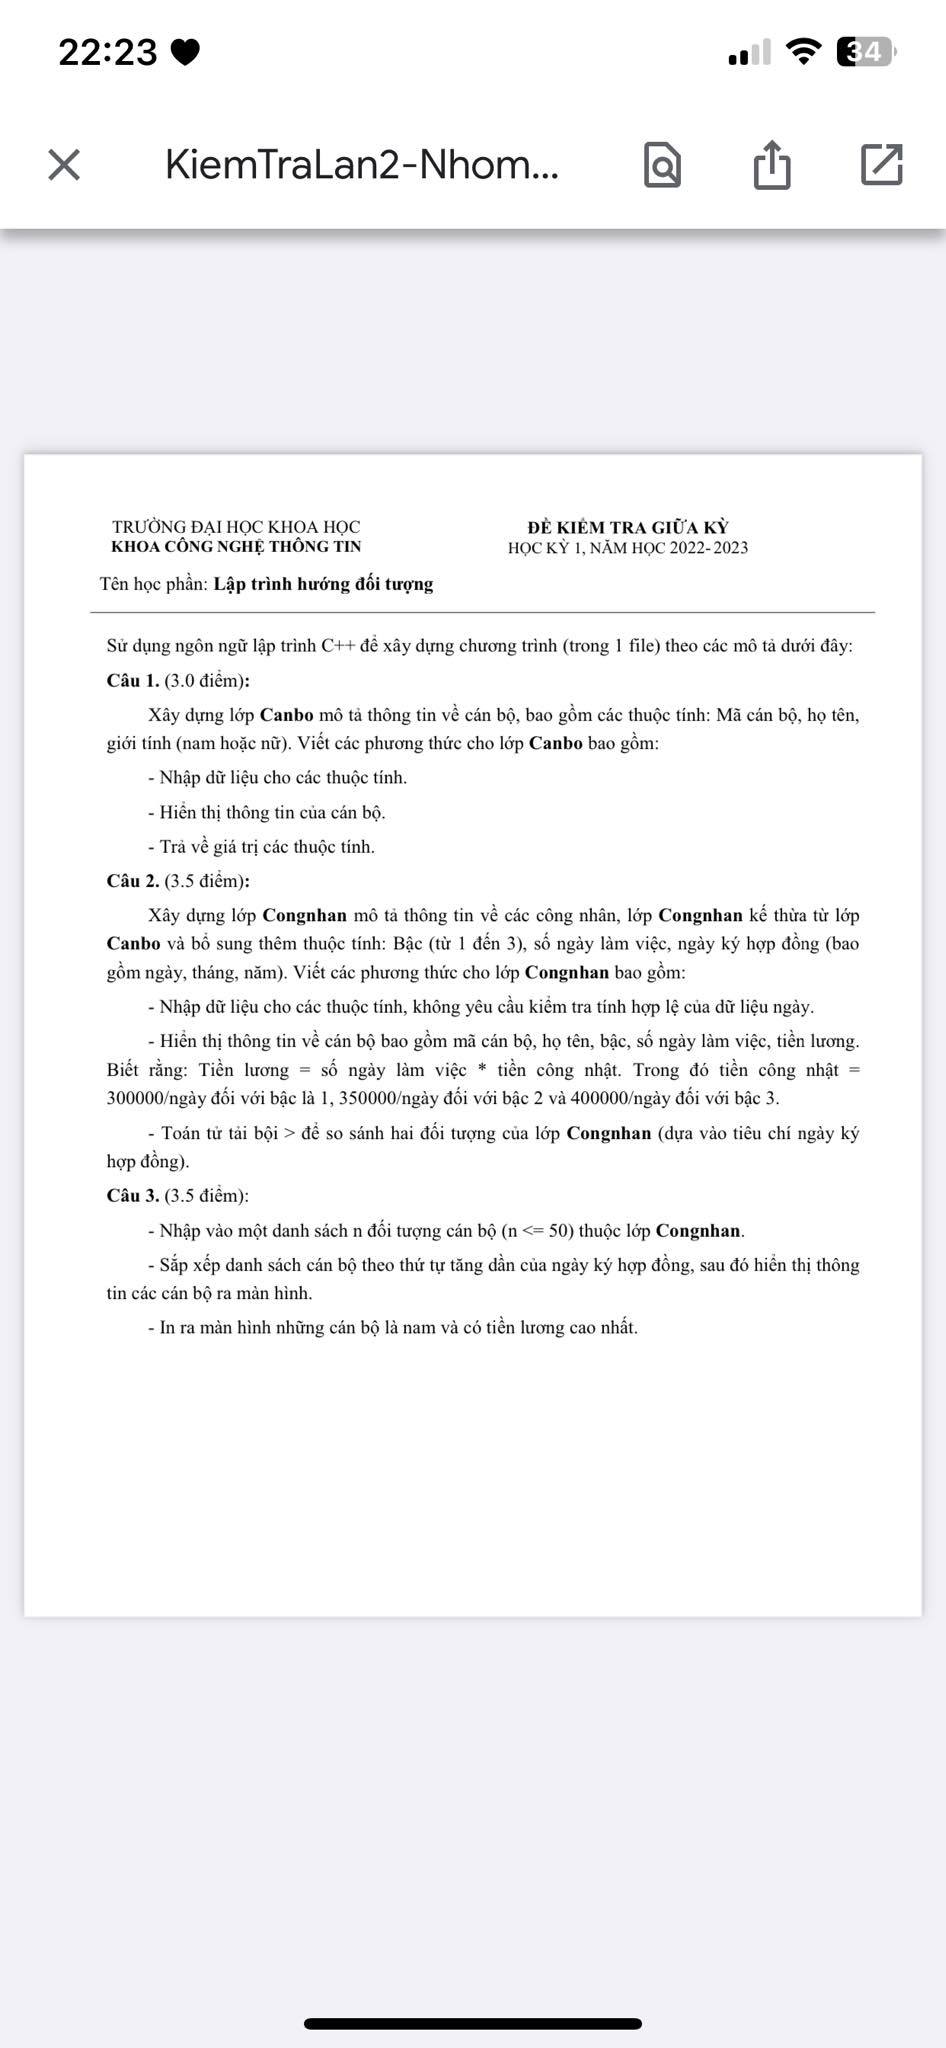 22:23
34
KiemTraLan2-Nhom...
TRƯỜNG ĐẠI HỌC KHOA HỌC
KHOA CÔNG NGHỆ THÔNG TIN
ĐỀ KIỂM TRA GIỮA KỲ
HỌC KỲ 1, NĂM HỌC 2022-2023
Tên học phần: Lập trình hướng đối tượng
Sử dụng ngôn ngữ lập trình C++ để xây dựng chương trình (trong 1 file) theo các mô tả dưới đây:
Câu 1. (3.0 điểm):
Xây dựng lớp Canbo mô tả thông tin về cán bộ, bao gồm các thuộc tính: Mã cán bộ, họ tên,
giới tính (nam hoặc nữ). Viết các phương thức cho lớp Canbo bao gồm:
- Nhập dữ liệu cho các thuộc tính.
- Hiển thị thông tin của cán bộ.
- Trả về giá trị các thuộc tính.
Câu 2. (3.5 điểm):
Xây dựng lớp Congnhan mô tả thông tin về các công nhân, lớp Congnhan kế thừa từ lớp
Canbo và bổ sung thêm thuộc tính: Bậc (từ 1 đến 3), số ngày làm việc, ngày ký hợp đồng (bao
gồm ngày, tháng, năm). Viết các phương thức cho lớp Congnhan bao gồm:
- Nhập dữ liệu cho các thuộc tính, không yêu cầu kiểm tra tính hợp lệ của dữ liệu ngày.
- Hiển thị thông tin về cán bộ bao gồm mã cán bộ, họ tên, bậc, số ngày làm việc, tiền lương.
Biết rằng: Tiền lương = số ngày làm việc * tiền công nhật. Trong đó tiền công nhật =
300000/ngày đối với bậc là 1, 350000/ngày đối với bậc 2 và 400000/ngày đối với bậc 3.
- Toán tử tải bội > để so sánh hai đối tượng của lớp Congnhan (dựa vào tiêu chí ngày ký
hợp đồng).
Câu 3. (3.5 điểm):
- Nhập vào một danh sách n đối tượng cán bộ (n <= 50) thuộc lớp Congnhan.
- Sắp xếp danh sách cán bộ theo thứ tự tăng dần của ngày ký hợp đồng, sau đó hiển thị thông
tin các cán bộ ra màn hình.
- In ra màn hình những cán bộ là nam và có tiền lương cao nhất.